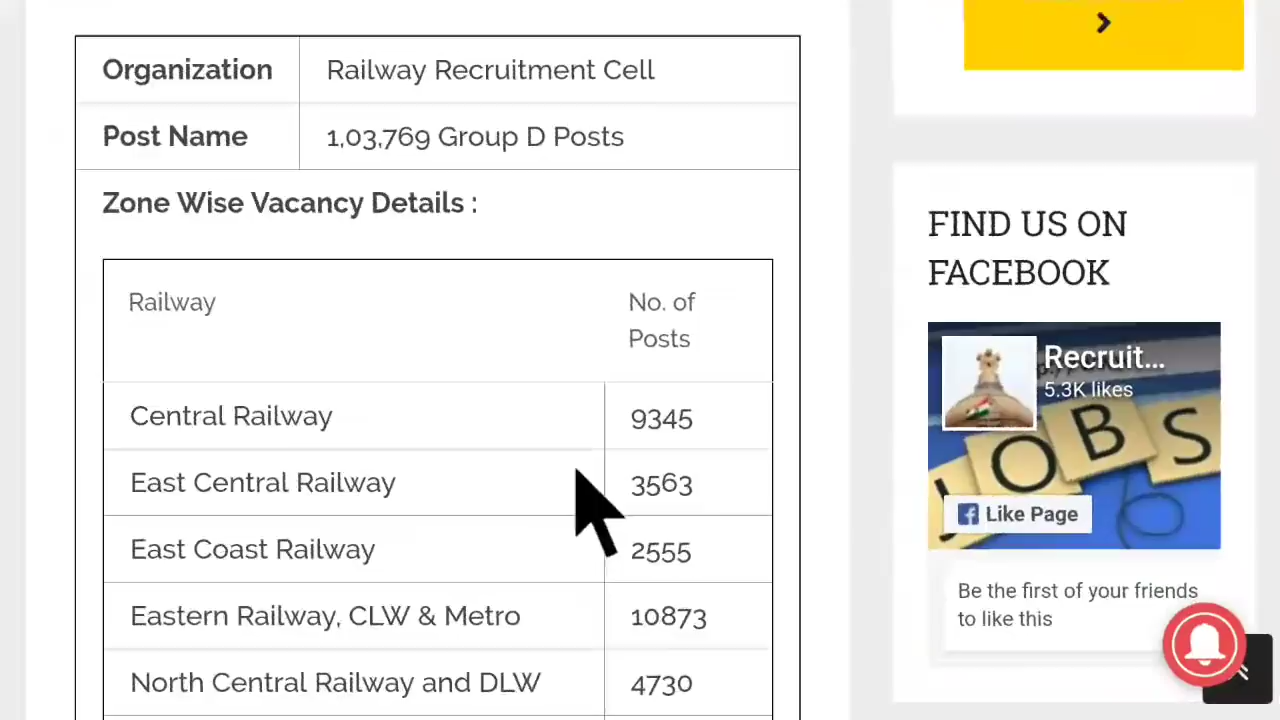 Organization Railway Recruitment Cell
Post Name 1,03,769 Group D Posts
Zone Wise Vacancy Details :
Railway No. of
Posts
Central Railway 9345
East Central Railway 3563
East Coast Railway 2555
Eastern Railway, CLW & Metro 10873
North Central Railway and DLW 4730
FIND US ON
FACEBOOK
Recruit...
5.3K likes
JOBS
Like Page
Be the first of your friends
to like this